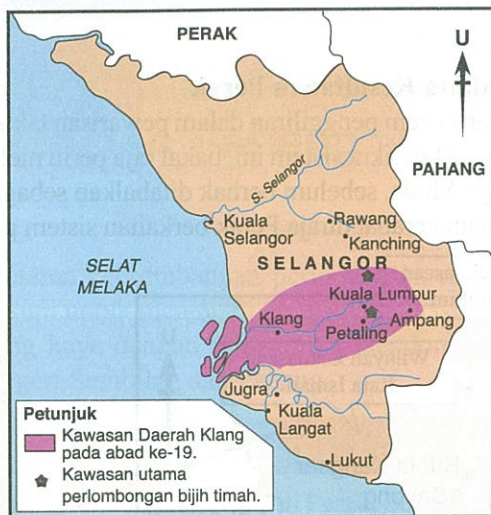 PERAK
U
PAHANG
S. Selangor
Kuala
Selangor
Rawang
Kanching
SELAT
MELAKA
SELANGOR
Kuala Lumpur
Klang
Petaling
Ampang
Jugra
Kuala
Langat
Lukut
Petunjuk
Kawasan Daerah Klang
pada abad ke-19.
Kawasan utama
perlombongan bijih timah.